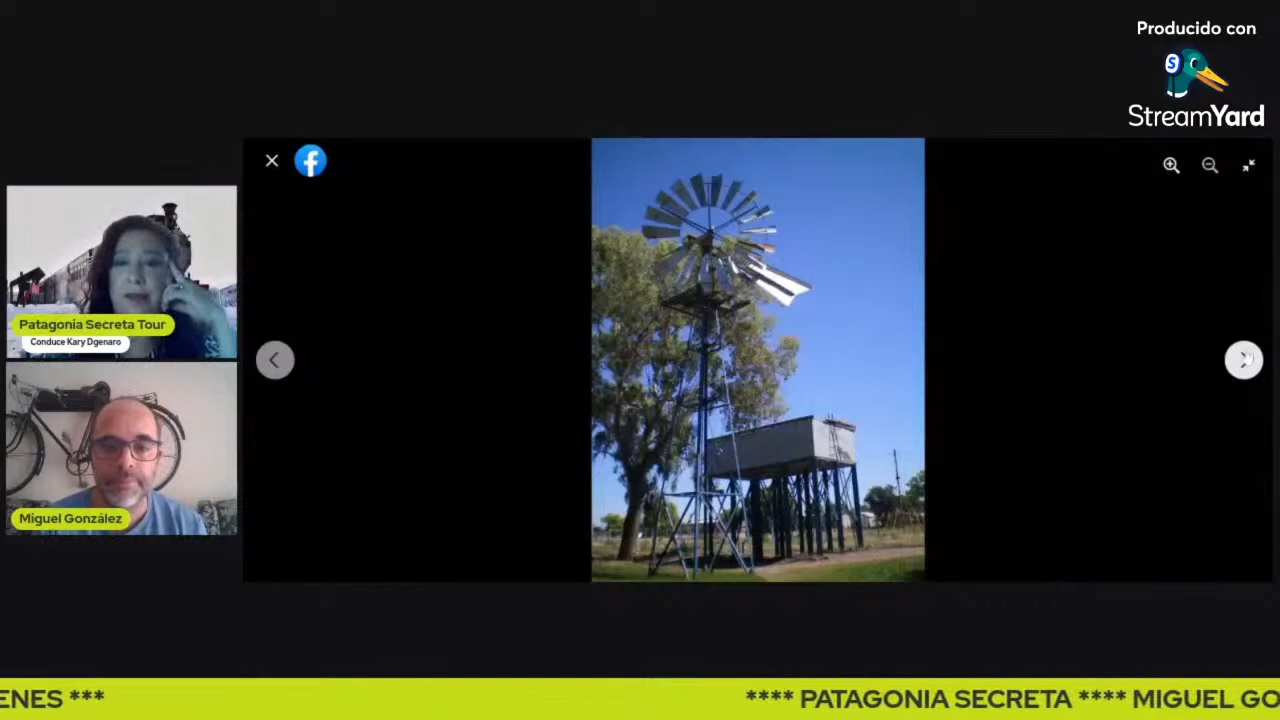 Producido con
StreamYard
Patagonia Secreta Tour
Conduce Kary Dgenaro
Miguel González
ENES *** **** PATAGONIA SECRETA **** MIGUEL GO